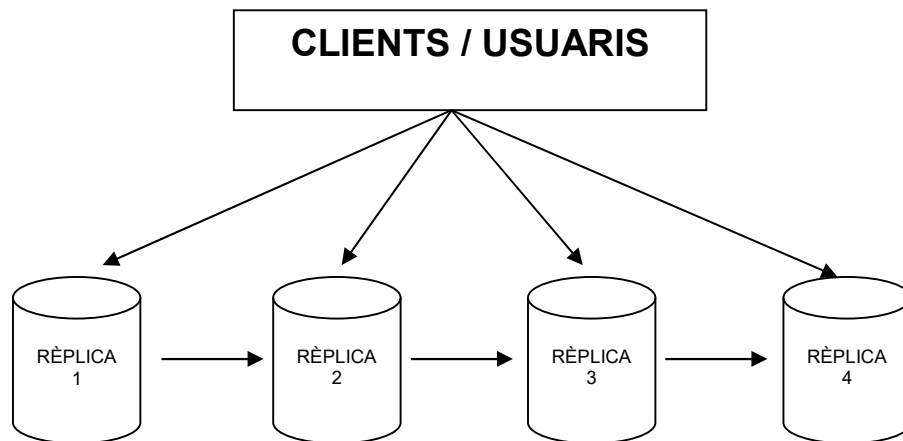 CLIENTS / USUARIS
RÈPLICA
1
RÈPLICA
2
RÈPLICA
3
RÈPLICA
4